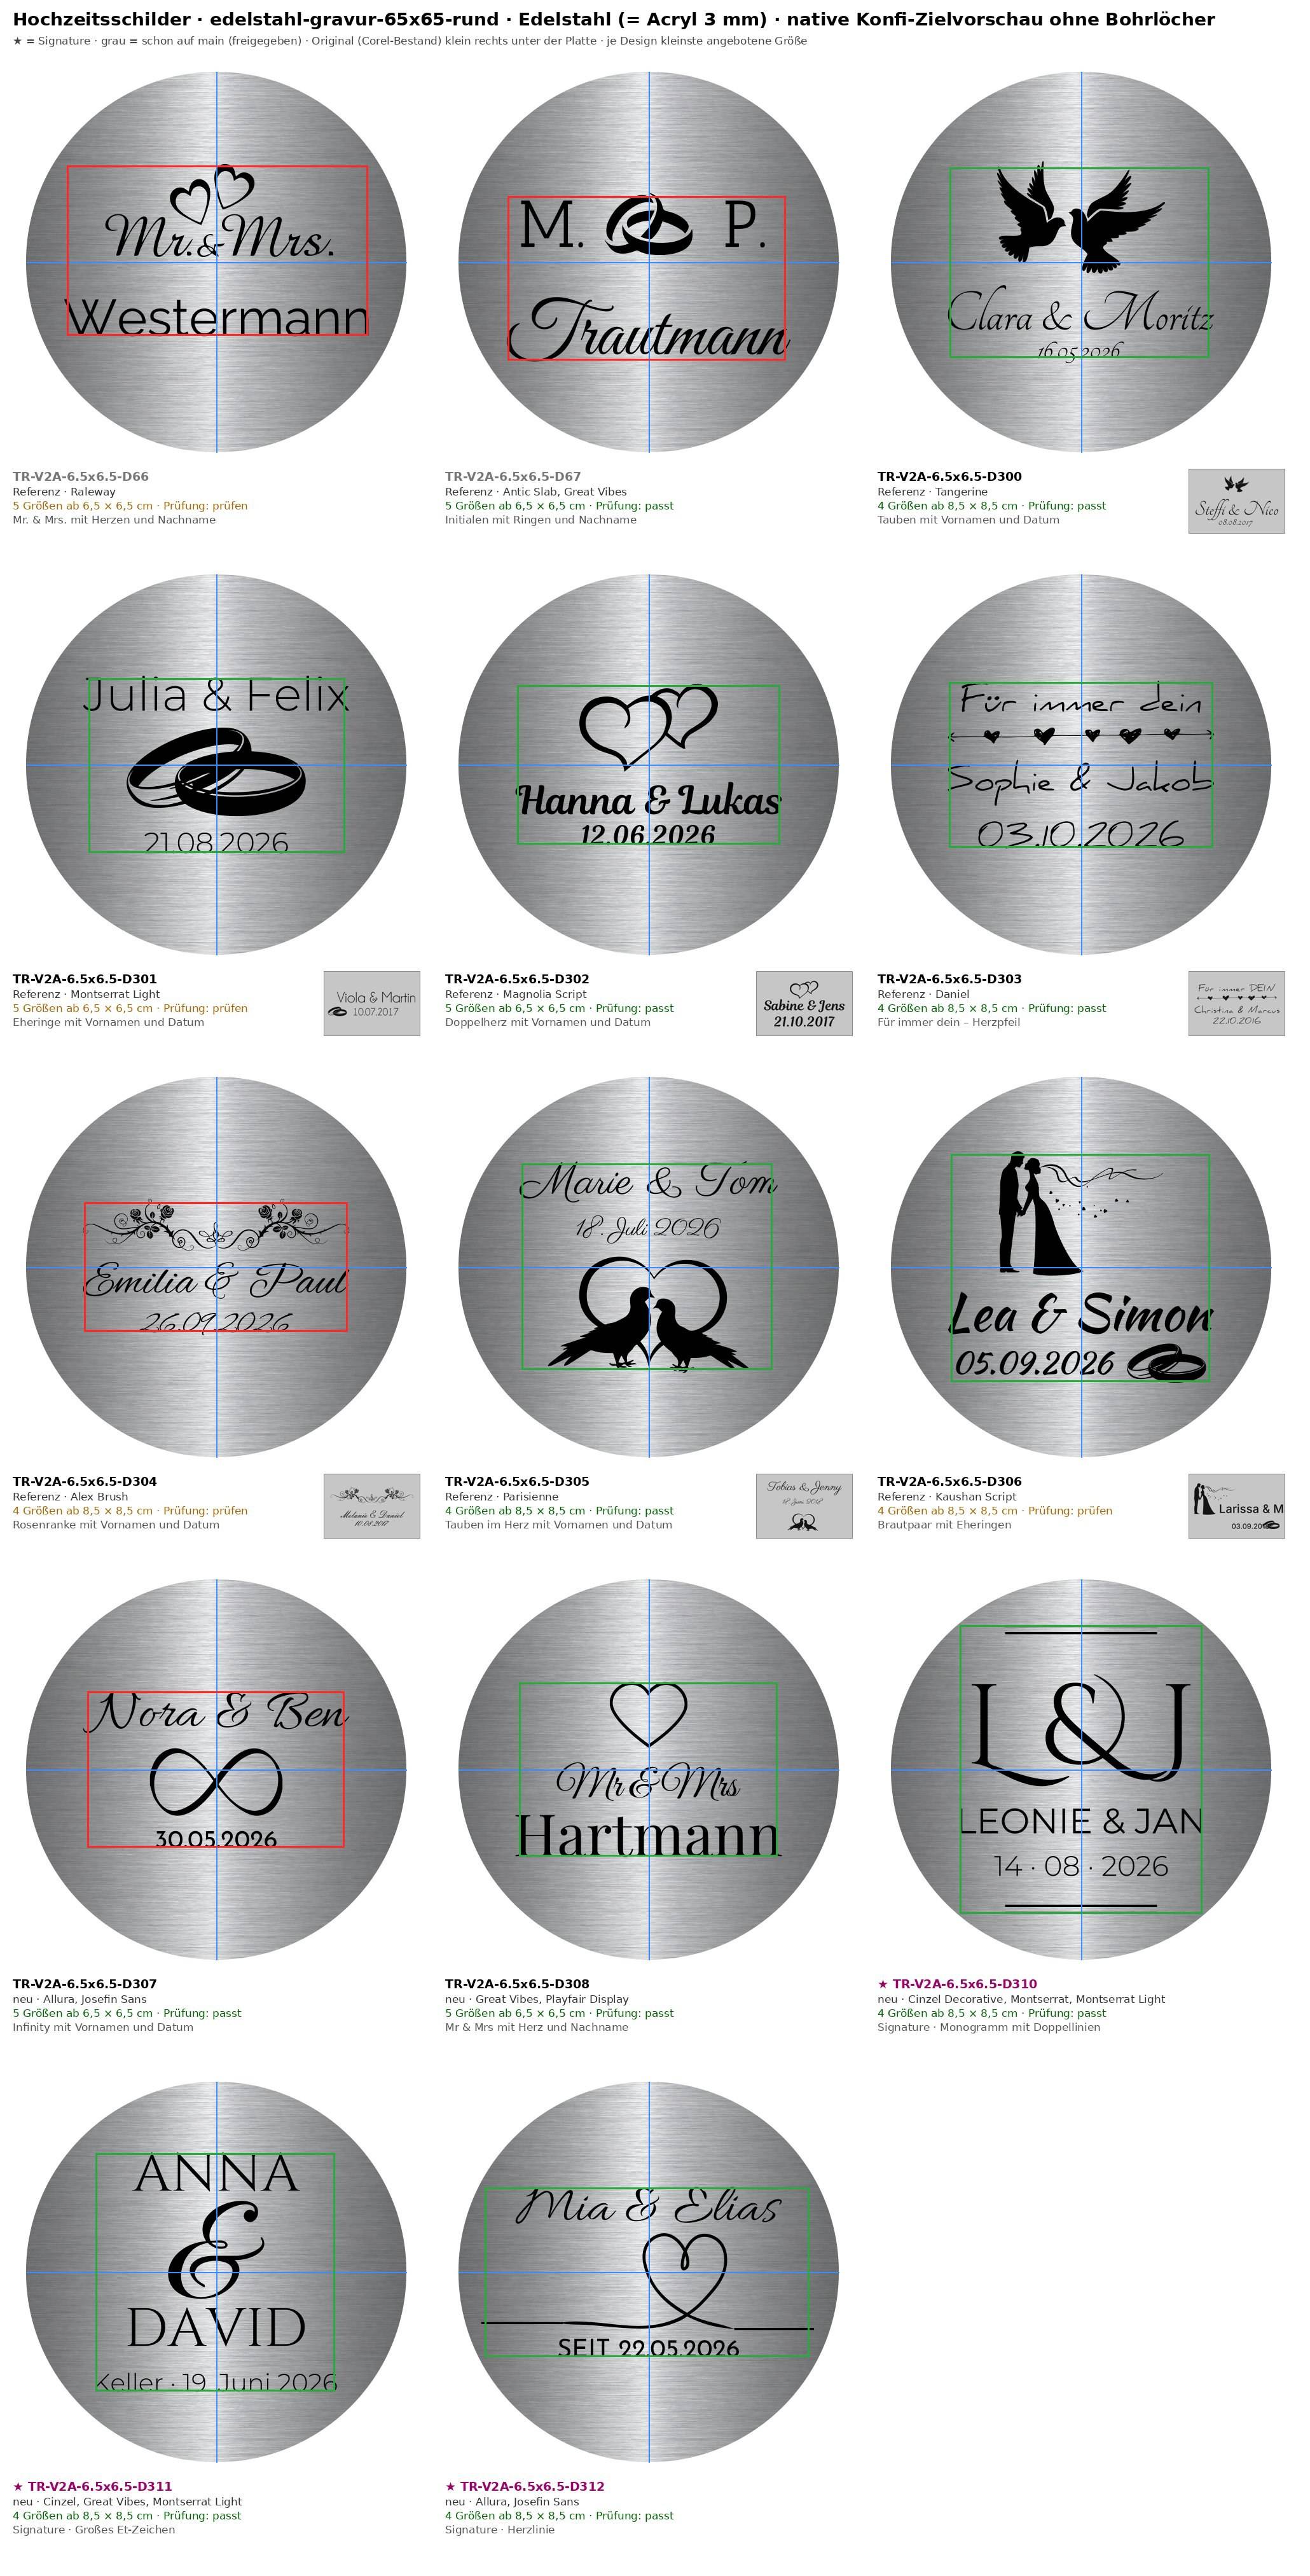 Hochzeitsschilder · edelstahl-gravur-65x65-rund · Edelstahl (= Acryl 3 mm) · native Konfi-Zielvorschau ohne Bohrlöcher
★ = Signature · grau = schon auf main (freigegeben) · Original (Corel-Bestand) klein rechts unter der Platte · je Design kleinste angebotene Größe
Mr.&Mrs.
Westermann
M. P.
Trautmann
Clara & Moritz
16.05.2026
TR-V2A-6.5x6.5-D66
Referenz · Raleway
5 Größen ab 6,5 × 6,5 cm · Prüfung: prüfen
Mr. & Mrs. mit Herzen und Nachname
TR-V2A-6.5x6.5-D67
Referenz · Antic Slab, Great Vibes
5 Größen ab 6,5 × 6,5 cm · Prüfung: passt
Initialen mit Ringen und Nachname
TR-V2A-6.5x6.5-D300
Referenz · Tangerine
4 Größen ab 8,5 × 8,5 cm · Prüfung: passt
Tauben mit Vornamen und Datum
Steffi & Nico
08.08.2017
Julia & Felix
21.08.2026
Hanna & Lukas
12.06.2026
Für immer dein
Sophie & Jakob
03.10.2026
TR-V2A-6.5x6.5-D301
Referenz · Montserrat Light
5 Größen ab 6,5 × 6,5 cm · Prüfung: prüfen
Eheringe mit Vornamen und Datum
Viola & Martin
10.07.2017
TR-V2A-6.5x6.5-D302
Referenz · Magnolia Script
5 Größen ab 6,5 × 6,5 cm · Prüfung: passt
Doppelherz mit Vornamen und Datum
Sabine & Jens
21.10.2017
TR-V2A-6.5x6.5-D303
Referenz · Daniel
4 Größen ab 8,5 × 8,5 cm · Prüfung: passt
Für immer dein – Herzpfeil
For immer DEIN
Christina & Marcus
22.10.2016
Emilia & Paul
26.09.2026
Marie & Tom
18. Juli 2026
Lea & Simon
05.09.2026
TR-V2A-6.5x6.5-D304
Referenz · Alex Brush
4 Größen ab 8,5 × 8,5 cm · Prüfung: prüfen
Rosenranke mit Vornamen und Datum
Melanie & Daniel
10.08.2017
TR-V2A-6.5x6.5-D305
Referenz · Parisienne
4 Größen ab 8,5 × 8,5 cm · Prüfung: passt
Tauben im Herz mit Vornamen und Datum
Tobias & Jenny
TR-V2A-6.5x6.5-D306
Referenz · Kaushan Script
4 Größen ab 8,5 × 8,5 cm · Prüfung: prüfen
Brautpaar mit Eheringen
Larissa & M
03.09.20
Nora & Ben
30.05.2026
Mr & Mrs
Hartmann
L&J
LEONIE & JAN
14 · 08 · 2026
TR-V2A-6.5x6.5-D307
neu · Allura, Josefin Sans
5 Größen ab 6,5 × 6,5 cm · Prüfung: passt
Infinity mit Vornamen und Datum
TR-V2A-6.5x6.5-D308
neu · Great Vibes, Playfair Display
5 Größen ab 6,5 × 6,5 cm · Prüfung: passt
Mr & Mrs mit Herz und Nachname
★ TR-V2A-6.5x6.5-D310
neu · Cinzel Decorative, Montserrat, Montserrat Light
4 Größen ab 8,5 × 8,5 cm · Prüfung: passt
Signature · Monogramm mit Doppellinien
ANNA
&
DAVID
Keller · 19. Juni 2026
Mia & Elias
SEIT 22.05.2026
★ TR-V2A-6.5x6.5-D311
neu · Cinzel, Great Vibes, Montserrat Light
4 Größen ab 8,5 × 8,5 cm · Prüfung: passt
Signature · Großes Et-Zeichen
★ TR-V2A-6.5x6.5-D312
neu · Allura, Josefin Sans
4 Größen ab 8,5 × 8,5 cm · Prüfung: passt
Signature · Herzlinie